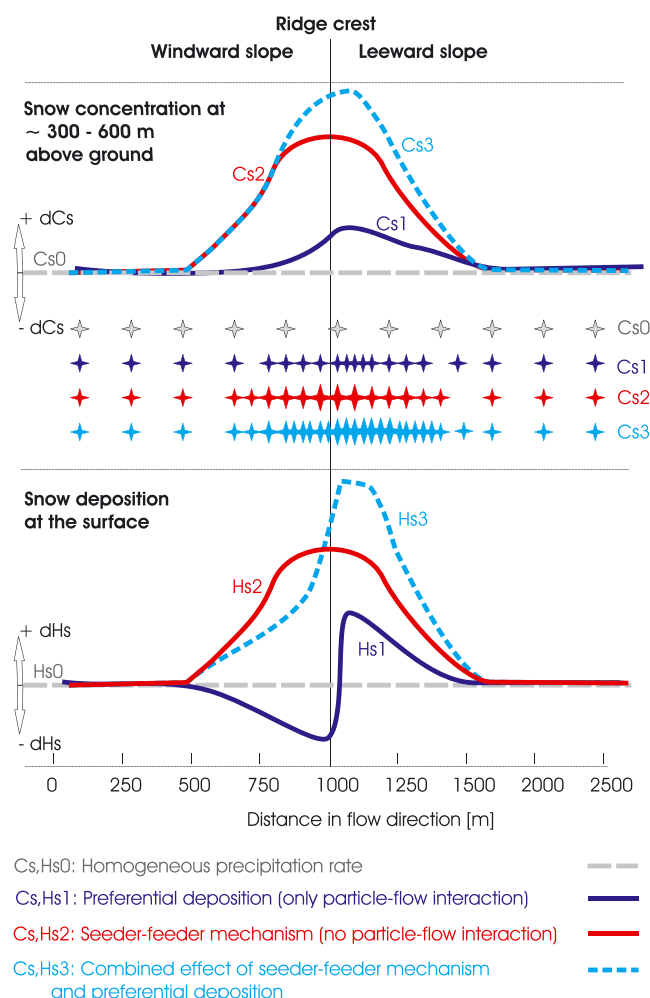 Ridge crest
Windward slope
Leeward slope
Snow concentration at
~ 300 - 600 m
above ground
Cs3
Cs2
Cs1
+ dCs
Cs0
- dCs
Cs0
Cs1
Cs2
Cs3
Snow deposition
at the surface
Hs3
Hs2
+ dHs
Hs1
Hs0
- dHs
0 250 500 750 1000 1250 1500 1750 2000 2500
Distance in flow direction [m]
Cs,Hs0: Homogeneous precipitation rate
Cs,Hs1: Preferential deposition (only particle-flow interaction)
Cs,Hs2: Seeder-feeder mechanism (no particle-flow interaction)
Cs,Hs3: Combined effect of seeder-feeder mechanism
and preferential deposition